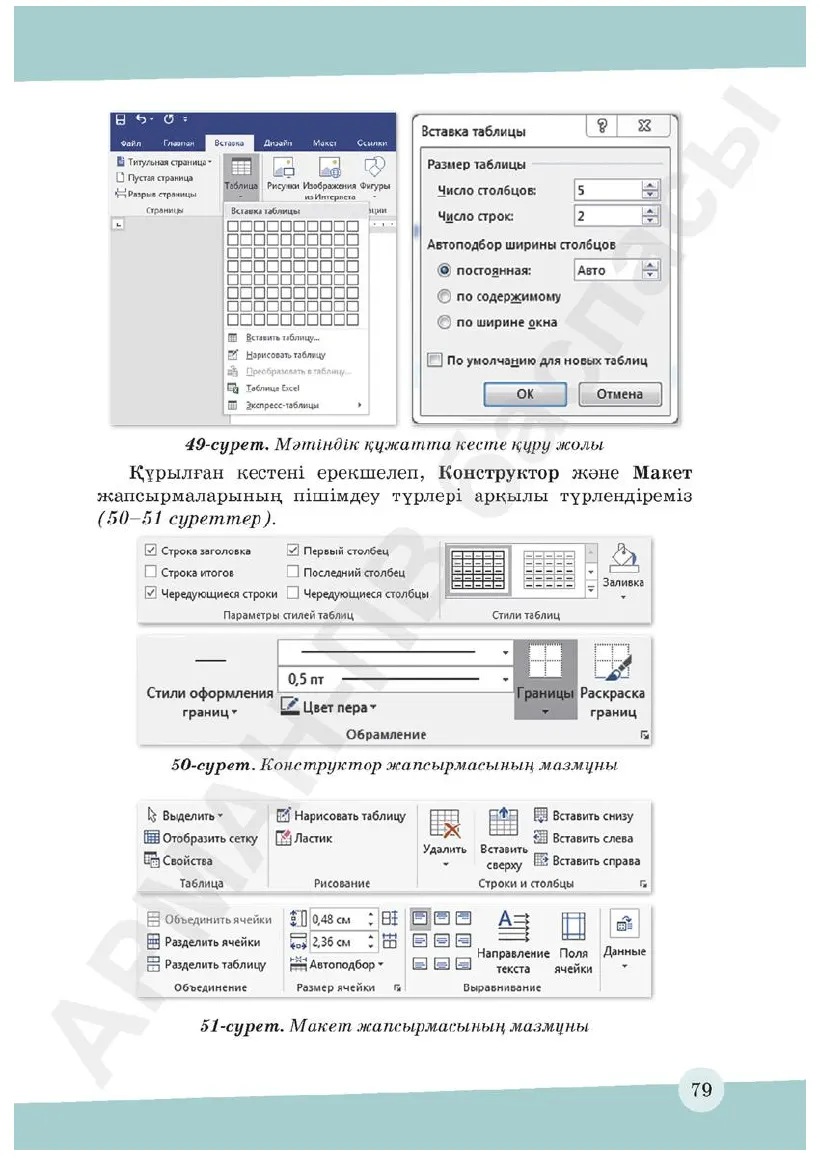 Файл Главная Вставка Дизайн Макет Ссылки
Титульная страница
Пустая страница
Разрыв страницы
Страницы
Таблица
Рисунки
Изображения из Интернета
Фигуры
Вставка таблицы
Вставить таблицу...
Нарисовать таблицу
Преобразовать в таблицу...
Таблица Excel
Экспресс-таблицы
Вставка таблицы
Размер таблицы
Число столбцов: 5
Число строк: 2
Автоподбор ширины столбцов
постоянная: Авто
по содержимому
по ширине окна
По умолчанию для новых таблиц
ОК Отмена
49-сурет. Мәтіндік құжатта кесте құру жолы
Құрылған кестені ерекшелеп, Конструктор және Макет
жапсырмаларының пішімдеу түрлері арқылы түрлендіреміз
(50–51 суреттер).
Строка заголовка Первый столбец
Строка итогов Последний столбец
Чередующиеся строки Чередующиеся столбцы
Параметры стилей таблиц
Заливка
Стили таблиц
Стили оформления
границ
0,5 пт
Цвет пера
Границы
Раскраска
границ
Обрамление
50-сурет. Конструктор жапсырмасының мазмұны
Выделить
Отобразить сетку
Свойства
Таблица
Нарисовать таблицу
Ластик
Рисование
Удалить
Вставить
сверху
Вставить снизу
Вставить слева
Вставить справа
Строки и столбцы
Объединить ячейки
Разделить ячейки
Разделить таблицу
Объединение
0,48 см
2,36 см
Автоподбор
Размер ячейки
Направление
текста
Поля
ячейки
Выравнивание
Данные
51-сурет. Макет жапсырмасының мазмұны
79
АРМАН-ПВ баспасы